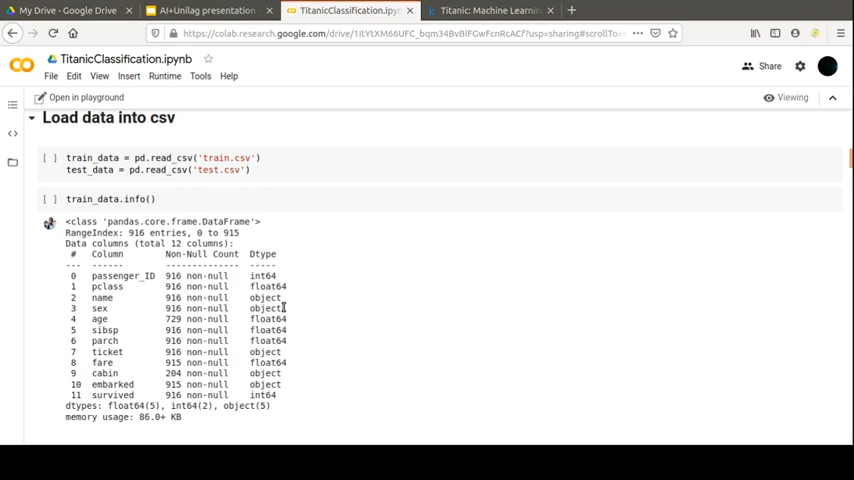 My Drive - Google Drive
AI+Unilag presentation -
TitanicClassification.ipyn
Titanic: Machine Learnin
https://colab.research.google.com/drive/1ItYtXM66UFC_bqm34BvBlFGwFcnRcACf?usp=sharing#scrollTo=
TitanicClassification.ipynb
File Edit View Insert Runtime Tools Help
Share
Open in playground
Viewing
Load data into csv
[ ] train_data = pd.read_csv('train.csv')
test_data = pd.read_csv('test.csv')
[ ] train_data.info()
<class 'pandas.core.frame.DataFrame'>
RangeIndex: 916 entries, 0 to 915
Data columns (total 12 columns):
# Column Non-Null Count Dtype
--- ------ -------------- -----
0 passenger_ID 916 non-null int64
1 pclass 916 non-null float64
2 name 916 non-null object
3 sex 916 non-null object
4 age 729 non-null float64
5 sibsp 916 non-null float64
6 parch 916 non-null float64
7 ticket 916 non-null object
8 fare 915 non-null float64
9 cabin 204 non-null object
10 embarked 915 non-null object
11 survived 916 non-null int64
dtypes: float64(5), int64(2), object(5)
memory usage: 86.0+ KB